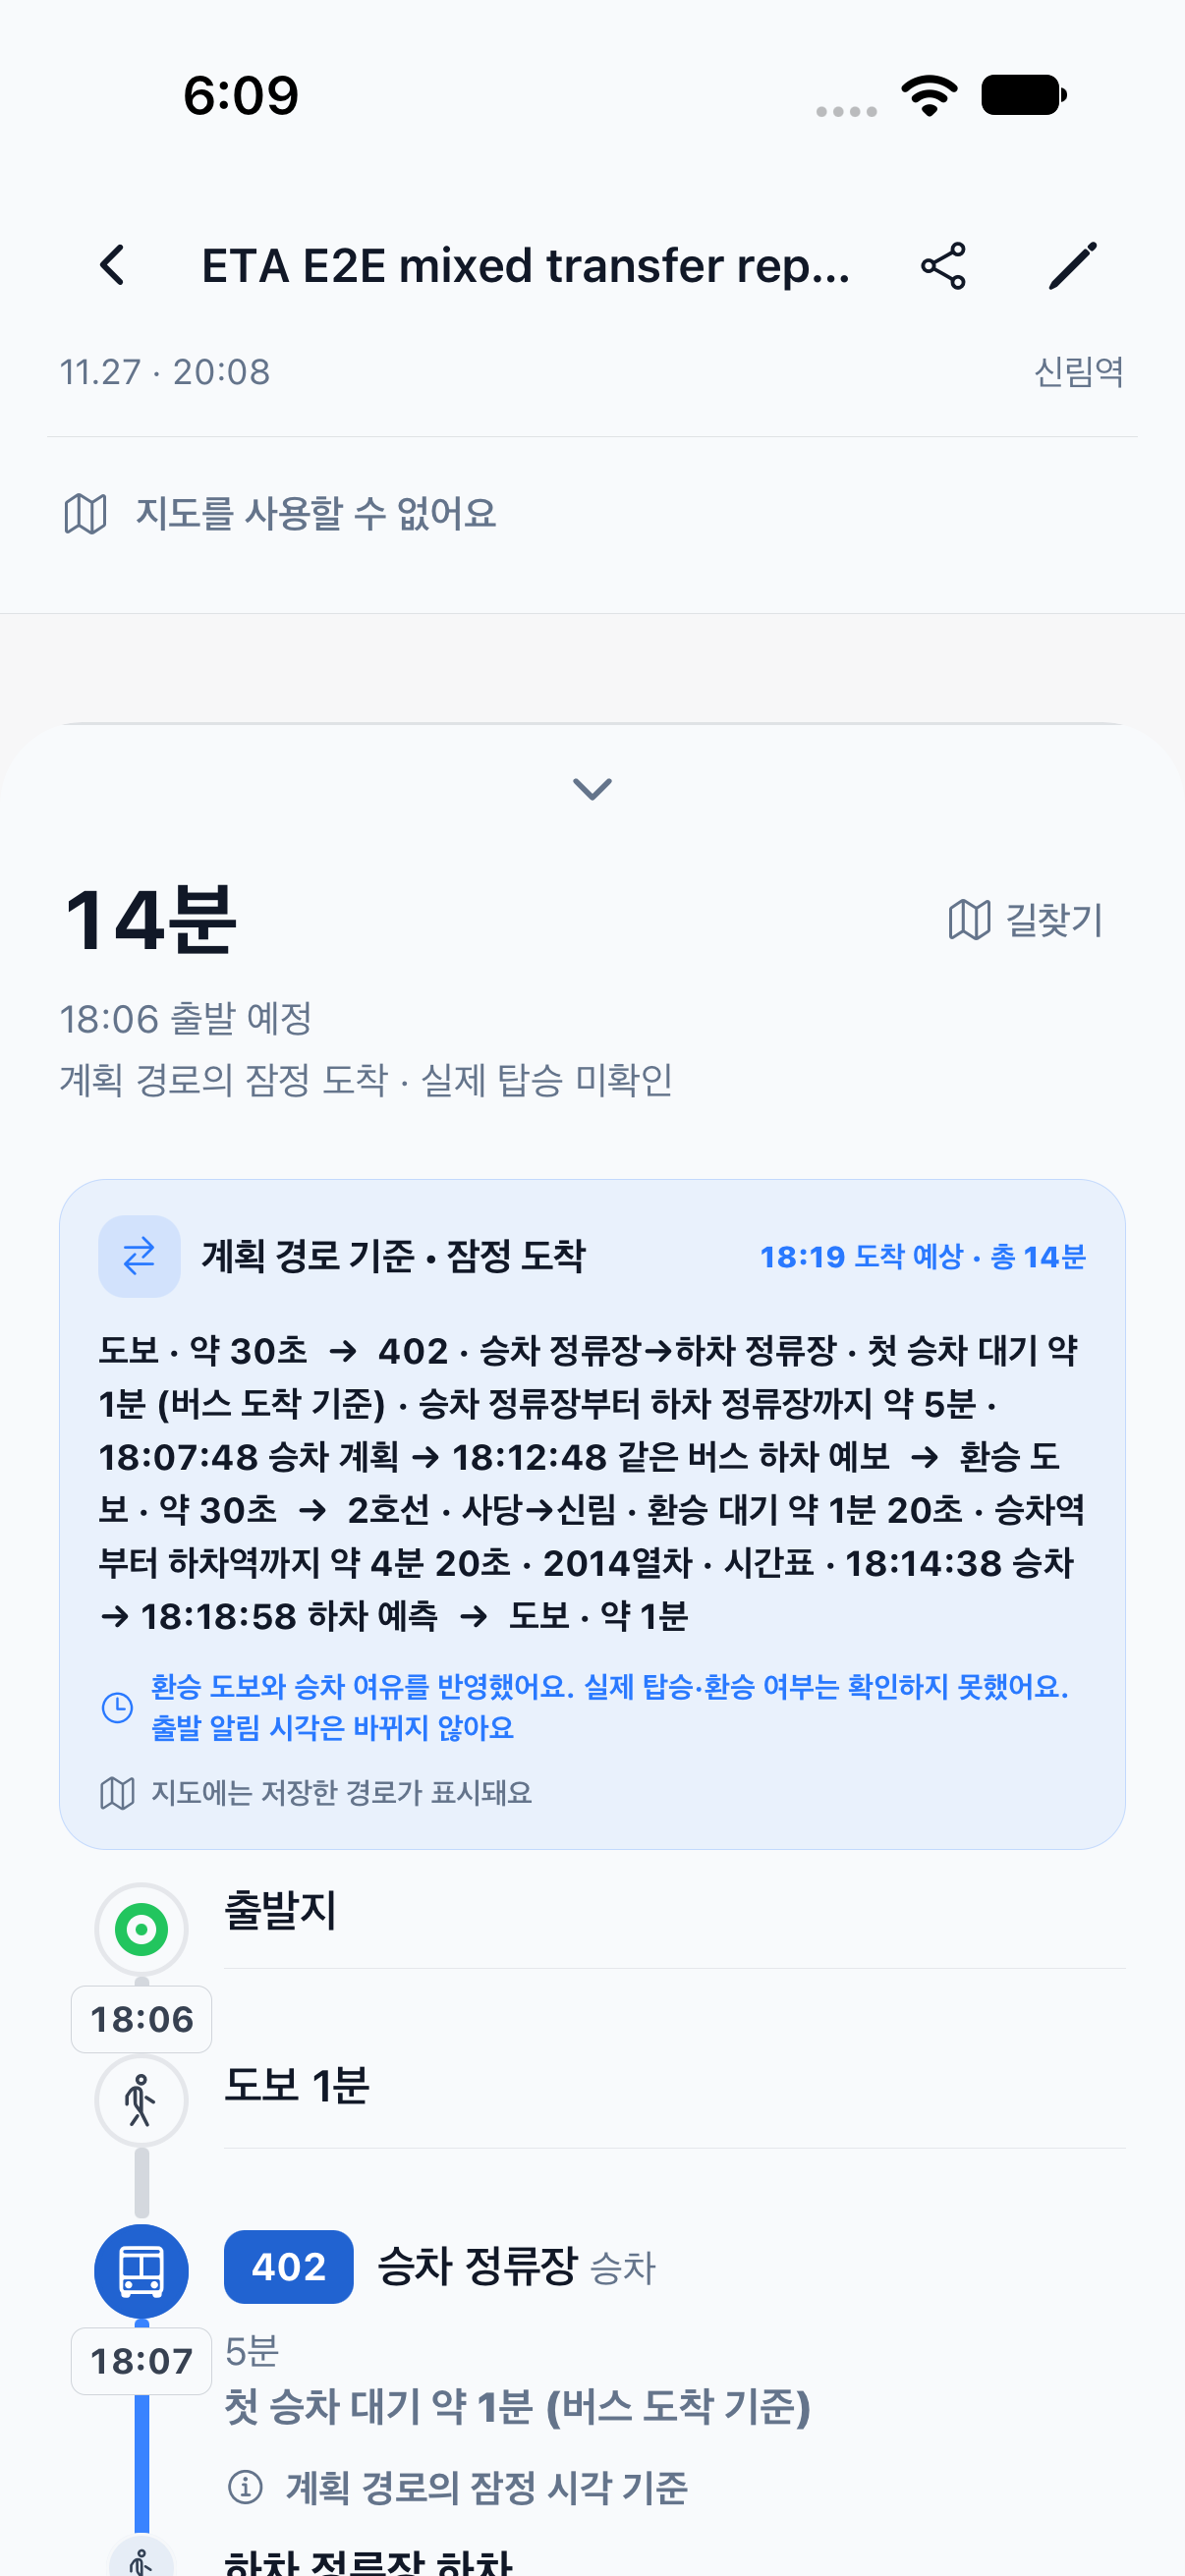 6:09
ETA E2E mixed transfer rep...
11.27 · 20:08
신림역
지도를 사용할 수 없어요
14분
길찾기
18:06 출발 예정
계획 경로의 잠정 도착 · 실제 탑승 미확인
계획 경로 기준 • 잠정 도착
18:19 도착 예상 · 총 14분
도보 · 약 30초 → 402 · 승차 정류장→하차 정류장 · 첫 승차 대기 약
1분 (버스 도착 기준) · 승차 정류장부터 하차 정류장까지 약 5분 ·
18:07:48 승차 계획 → 18:12:48 같은 버스 하차 예보 → 환승 도
보 · 약 30초 → 2호선 · 사당→신림 · 환승 대기 약 1분 20초 · 승차역
부터 하차역까지 약 4분 20초 · 2014열차 · 시간표 · 18:14:38 승차
→ 18:18:58 하차 예측 → 도보 · 약 1분
환승 도보와 승차 여유를 반영했어요. 실제 탑승·환승 여부는 확인하지 못했어요.
출발 알림 시각은 바뀌지 않아요
지도에는 저장한 경로가 표시돼요
출발지
18:06
도보 1분
402 승차 정류장 승차
18:07
5분
첫 승차 대기 약 1분 (버스 도착 기준)
계획 경로의 잠정 시각 기준
하차 정류장 하차